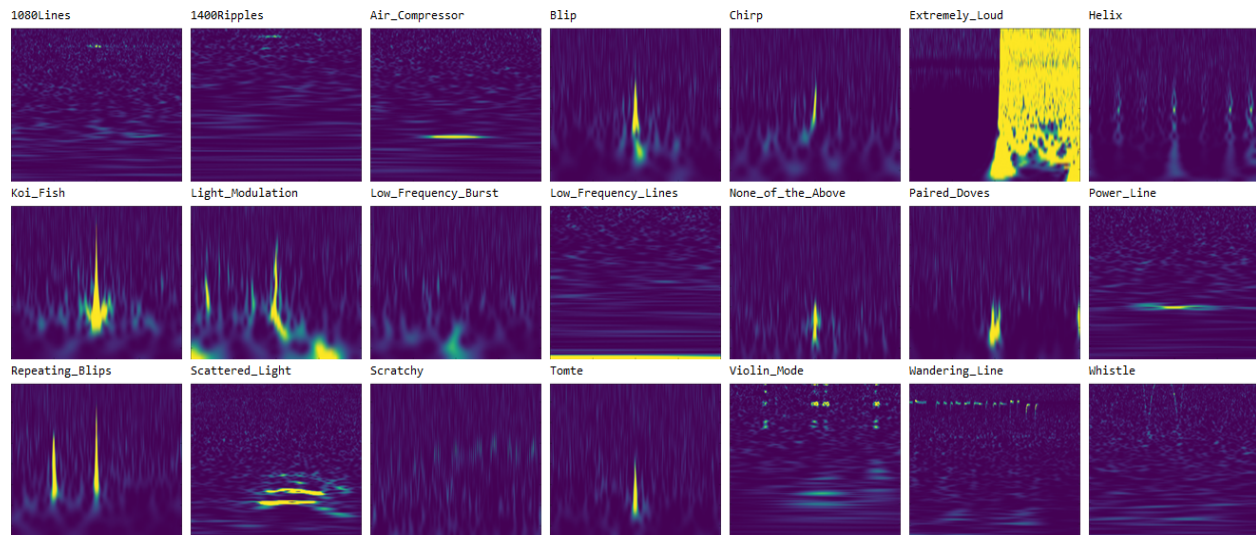 1080Lines 1400Ripples Air_Compressor Blip Chirp Extremely_Loud Helix
Koi_Fish Light_Modulation Low_Frequency_Burst Low_Frequency_Lines None_of_the_Above Paired_Doves Power_Line
Repeating_Blips Scattered_Light Scratchy Tomte Violin_Mode Wandering_Line Whistle